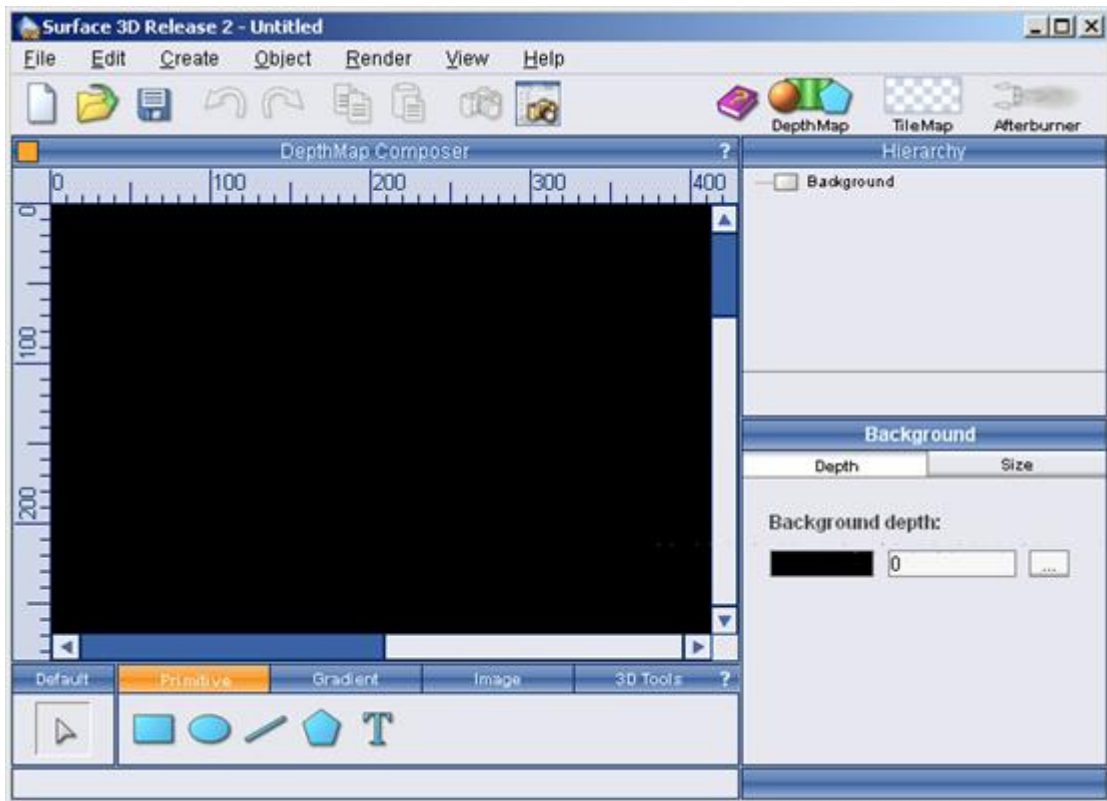 Surface 3D Release 2 - Untitled
File Edit Create Object Render View Help
DepthMap TileMap Afterburner
DepthMap Composer ?
Hierarchy
0 100 200 300 400
Background
0
100
200
Background
Depth Size
Background depth:
0 ...
Default Primitive Gradient Image 3D Tools ?
T